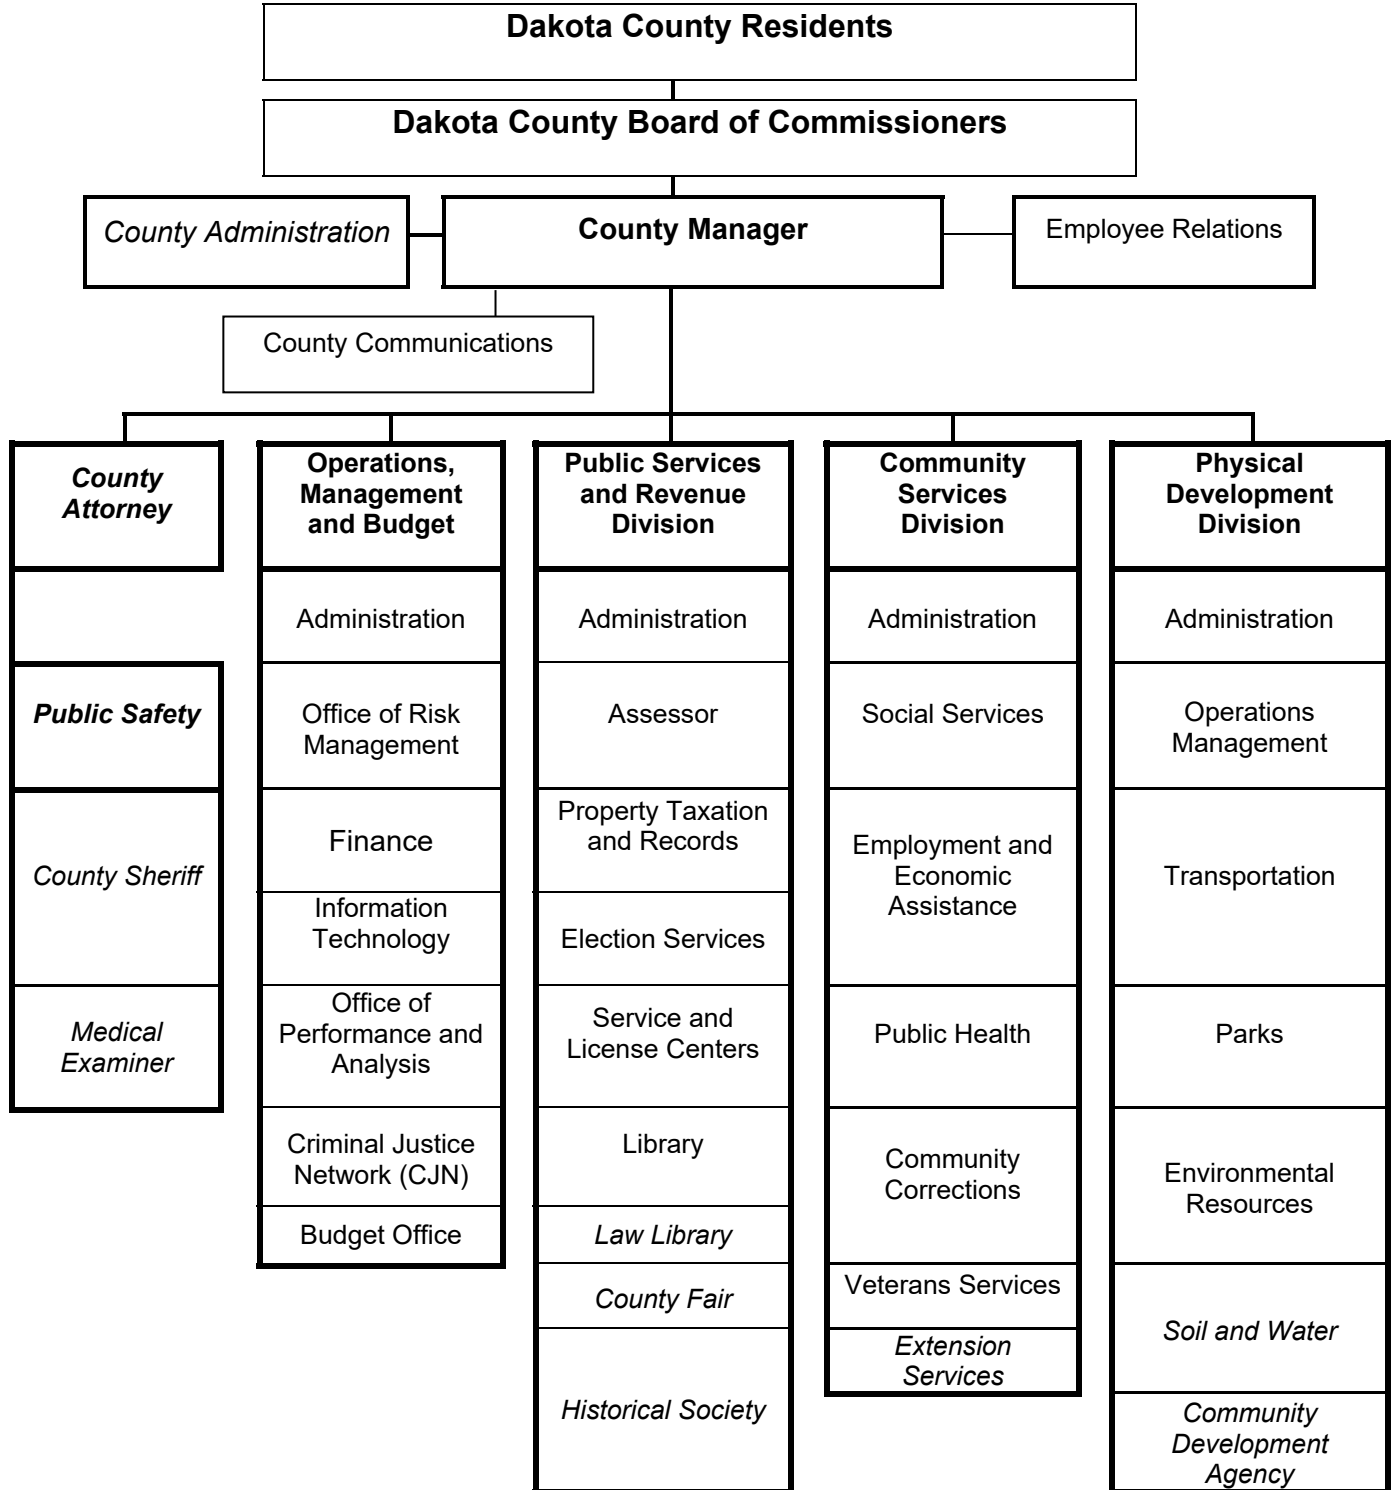 Dakota County Residents
Dakota County Board of Commissioners
County Administration
County Manager
Employee Relations
County Communications
County
Attorney
Public Safety
County Sheriff
Medical
Examiner
Operations,
Management
and Budget
Administration
Office of Risk
Management
Finance
Information
Technology
Office of
Performance and
Analysis
Criminal Justice
Network (CJN)
Budget Office
Public Services
and Revenue
Division
Administration
Assessor
Property Taxation
and Records
Election Services
Service and
License Centers
Library
Law Library
County Fair
Historical Society
Community
Services
Division
Administration
Social Services
Employment and
Economic
Assistance
Public Health
Community
Corrections
Veterans Services
Extension
Services
Physical
Development
Division
Administration
Operations
Management
Transportation
Parks
Environmental
Resources
Soil and Water
Community
Development
Agency